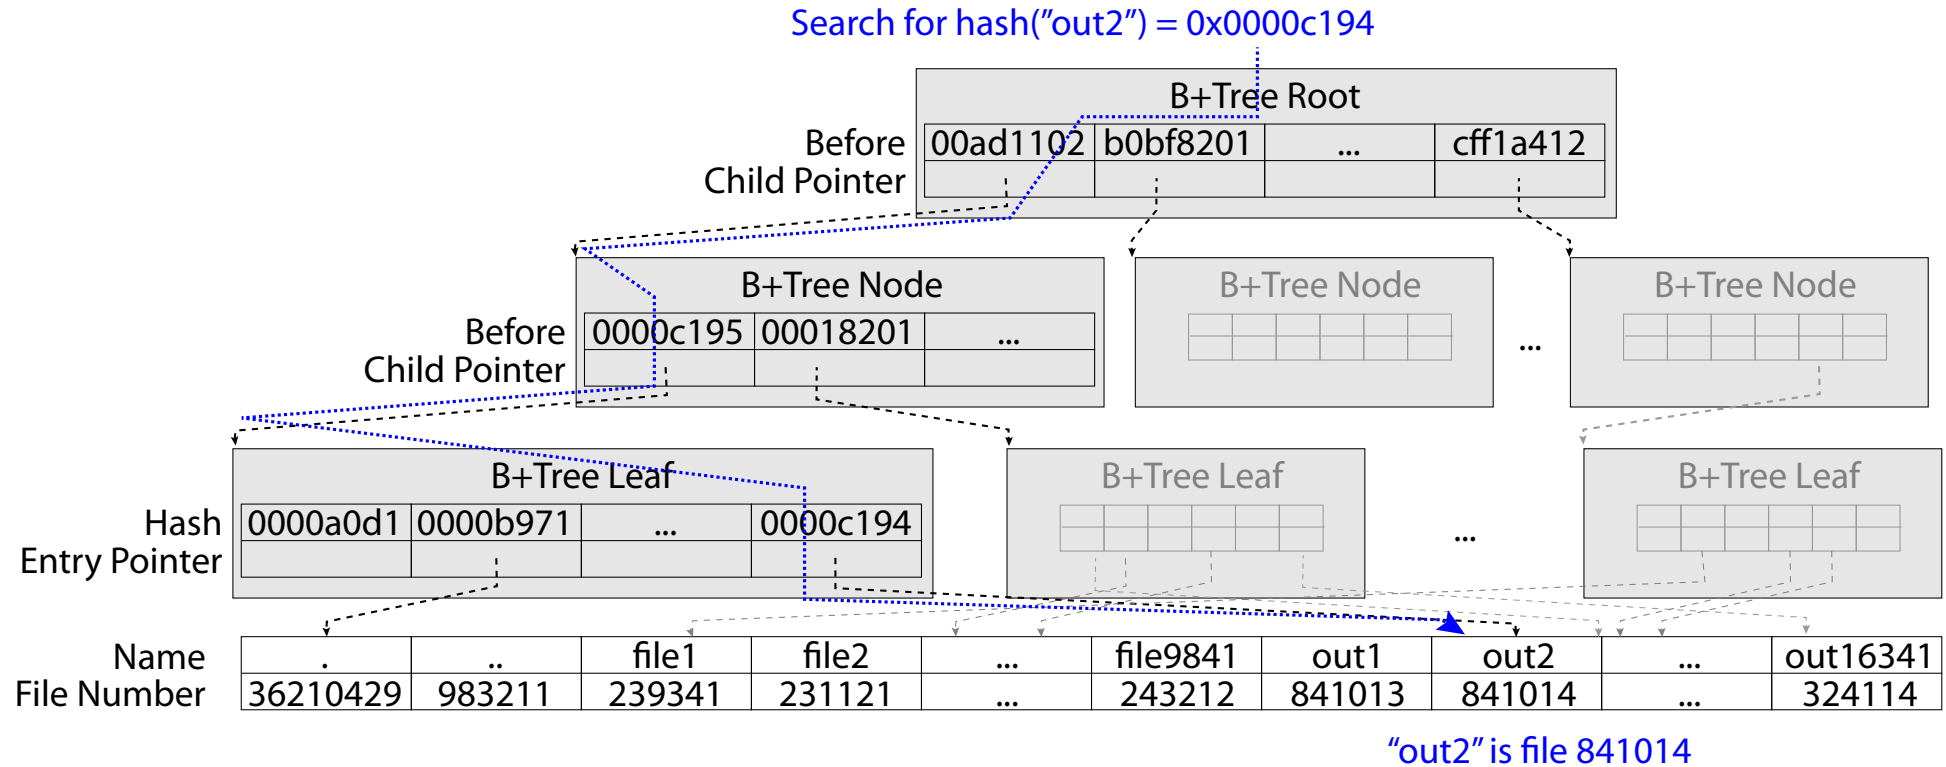 Search for hash(”out2”) = 0x0000c194
B+Tree Root
Before 00ad1102 b0bf8201 ... cff1a412
Child Pointer
B+Tree Node B+Tree Node B+Tree Node
Before 0000c195 00018201 ... ...
Child Pointer
B+Tree Leaf B+Tree Leaf B+Tree Leaf
Hash 0000a0d1 0000b971 ... 0000c194 ...
Entry Pointer
Name . .. file1 file2 ... file9841 out1 out2 ... out16341
File Number 36210429 983211 239341 231121 ... 243212 841013 841014 ... 324114
“out2” is file 841014